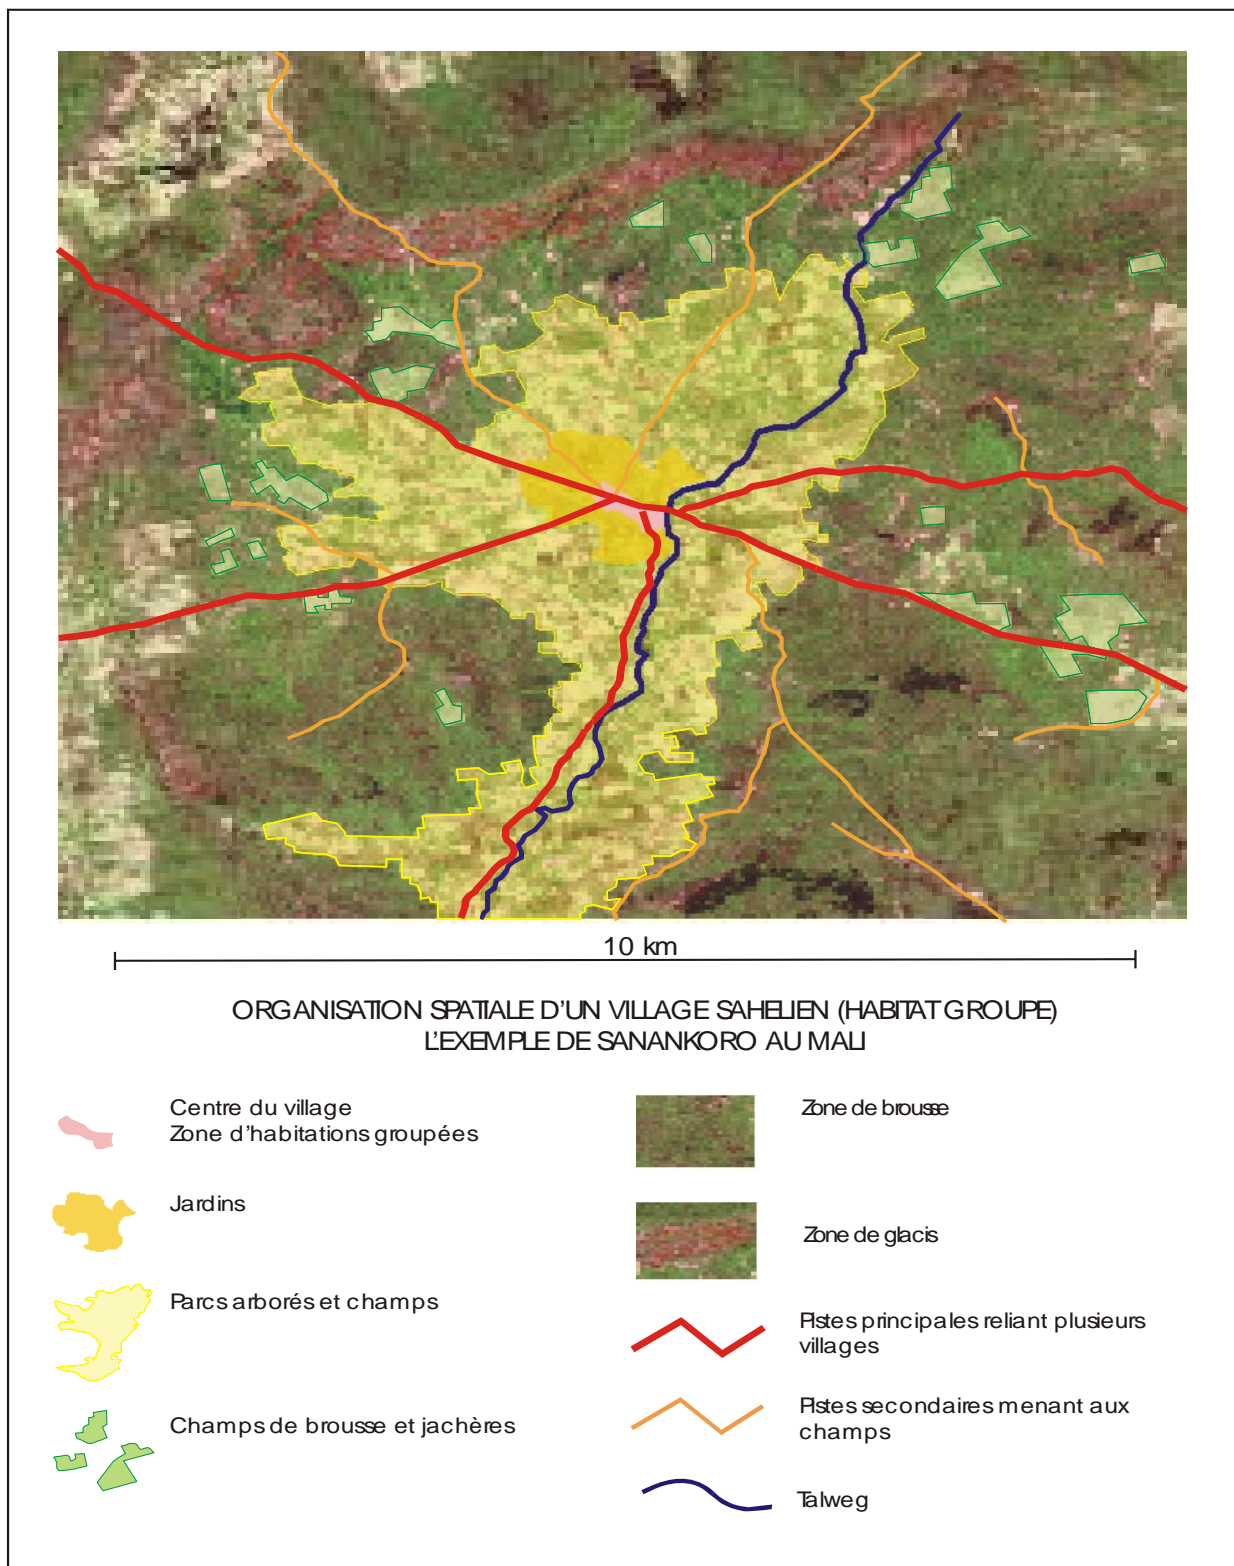 10 km
ORGANISATION SPATIALE D'UN VILLAGE SAHELIEN (HABITAT GROUPE)
L'EXEMPLE DE SANANKORO AU MALI
Centre du village
Zone d'habitations groupées
Jardins
Parcs arborés et champs
Champs de brousse et jachères
Zone de brousse
Zone de glacis
Pistes principales reliant plusieurs
villages
Pistes secondaires menant aux
champs
Talweg